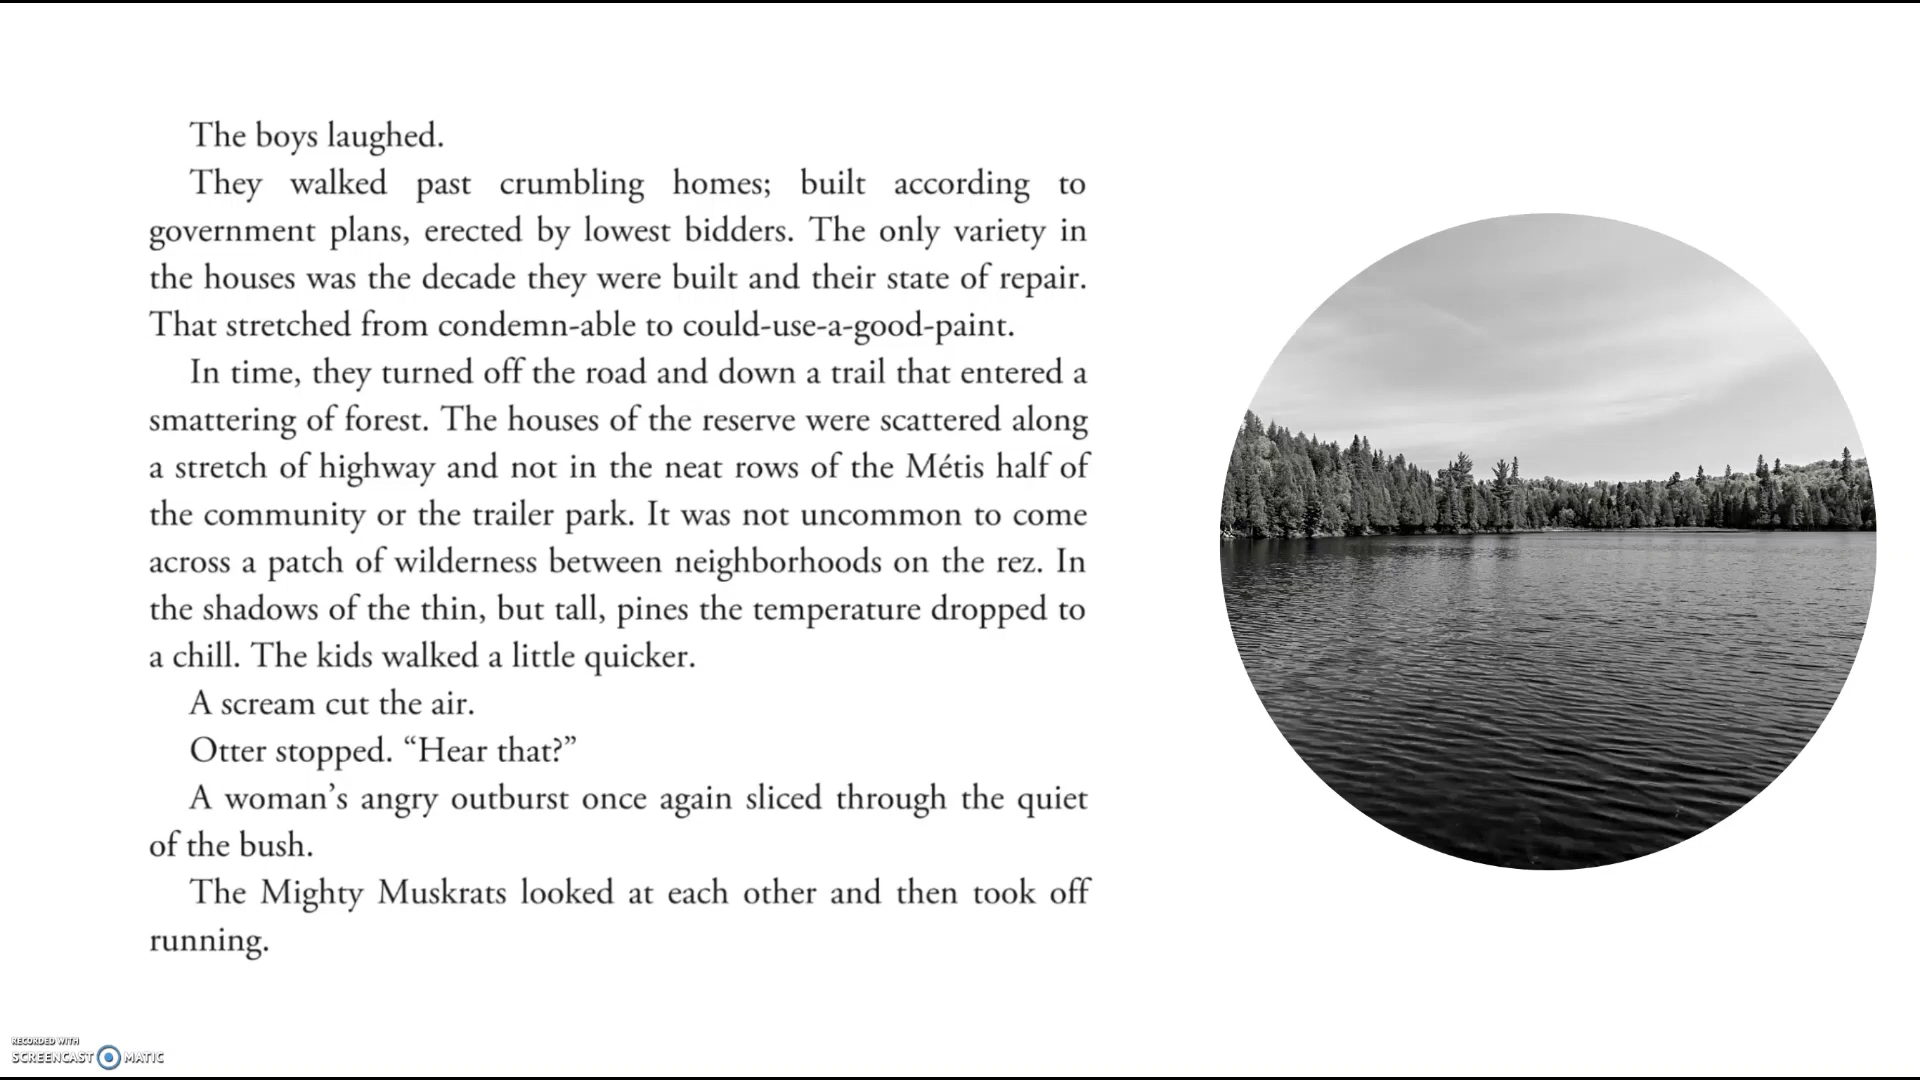 The boys laughed.
They walked past crumbling homes; built according to
government plans, erected by lowest bidders. The only variety in
the houses was the decade they were built and their state of repair.
That stretched from condemn-able to could-use-a-good-paint.
In time, they turned off the road and down a trail that entered a
smattering of forest. The houses of the reserve were scattered along
a stretch of highway and not in the neat rows of the Métis half of
the community or the trailer park. It was not uncommon to come
across a patch of wilderness between neighborhoods on the rez. In
the shadows of the thin, but tall, pines the temperature dropped to
a chill. The kids walked a little quicker.
A scream cut the air.
Otter stopped. “Hear that?”
A woman’s angry outburst once again sliced through the quiet
of the bush.
The Mighty Muskrats looked at each other and then took off
running.
RECORDED WITH
SCREENCAST MATIC